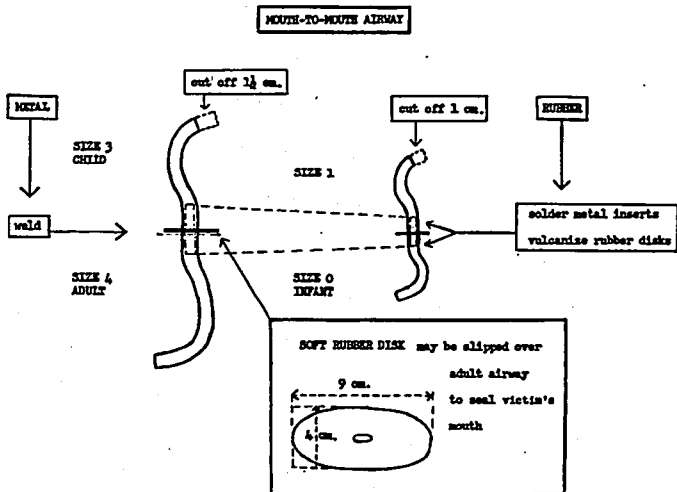 MOUTH-TO-MOUTH AIRWAY
cut off 1½ cm.
METAL
cut off 1 cm.
RUBBER
SIZE 3
CHILD
SIZE 1
weld
solder metal inserts
vulcanize rubber disks
SIZE 4
ADULT
SIZE 0
INFANT
SOFT RUBBER DISK may be slipped over
adult airway
to seal victim's
mouth
9 cm.
4 cm.